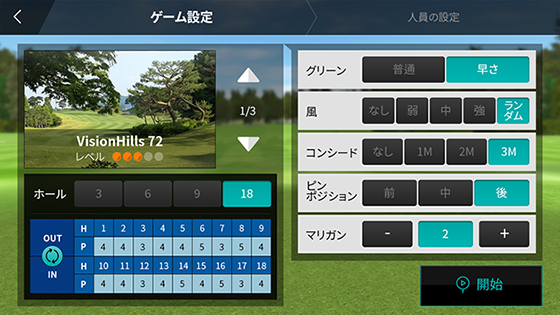 ゲーム設定
人員の設定
VisionHills 72
レベル
1/3
ホール 3 6 9 18
OUT
IN
H 1 2 3 4 5 6 7 8 9
P 4 4 3 4 4 5 3 5 4
H 10 11 12 13 14 15 16 17 18
P 4 4 3 4 5 4 4 3 5
グリーン 普通 早さ
風 なし 弱 中 強 ランダム
コンシード なし 1M 2M 3M
ピン
ポジション 前 中 後
マリガン - 2 +
開始